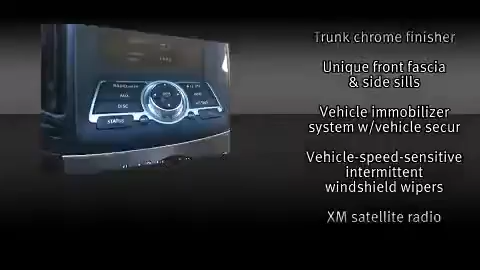 Trunk chrome finisher
Unique front fascia
& side sills
Vehicle immobilizer
system w/vehicle secur
Vehicle-speed-sensitive
intermittent
windshield wipers
XM satellite radio
DISC
STATUS